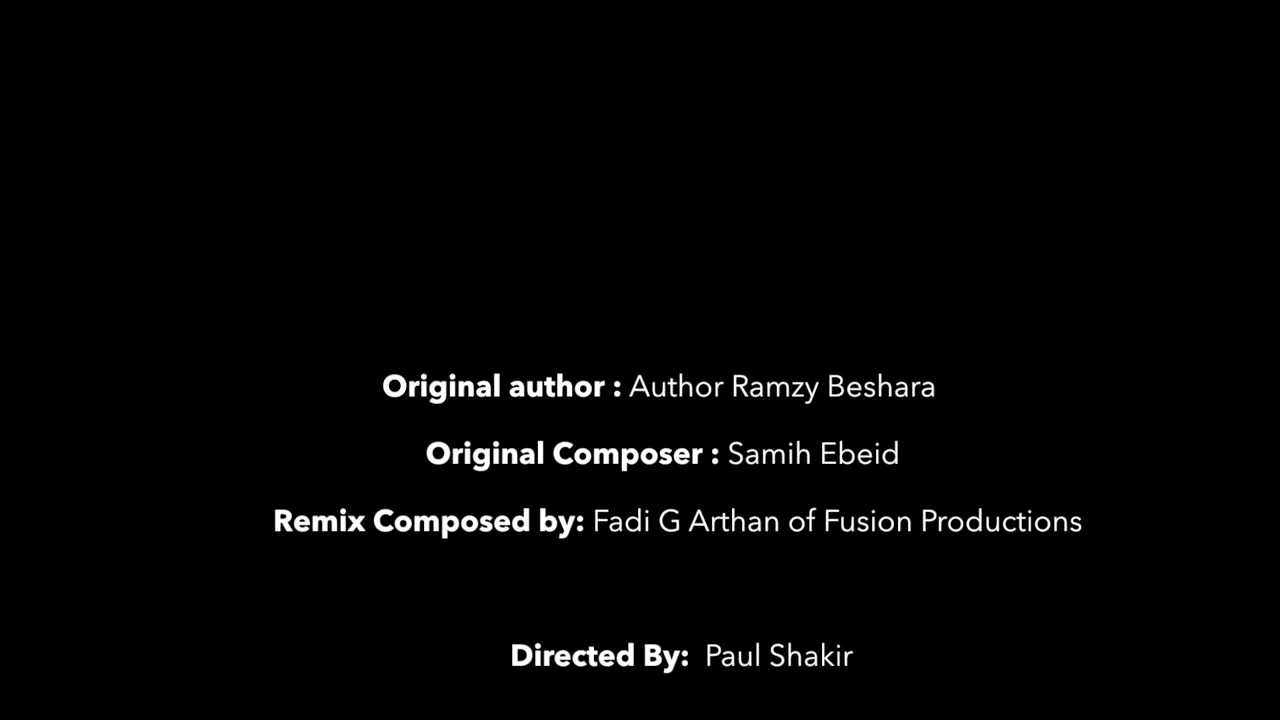 Original author : Author Ramzy Beshara
Original Composer : Samih Ebeid
Remix Composed by: Fadi G Arthan of Fusion Productions
Directed By: Paul Shakir